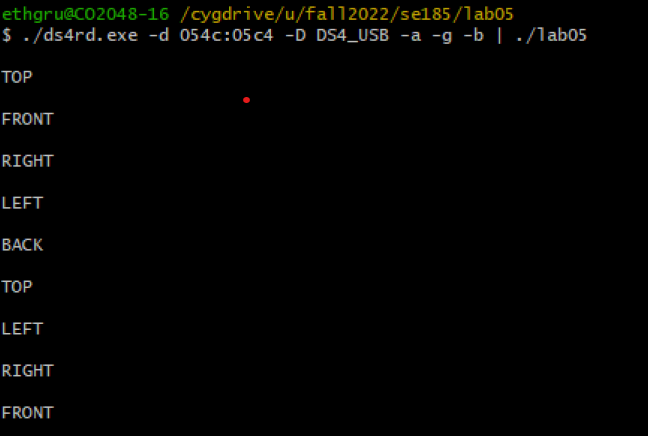 ethgru@CO2048-16 /cygdrive/u/fall2022/se185/lab05
$ ./ds4rd.exe -d 054c:05c4 -D DS4_USB -a -g -b | ./lab05
TOP
FRONT
RIGHT
LEFT
BACK
TOP
LEFT
RIGHT
FRONT